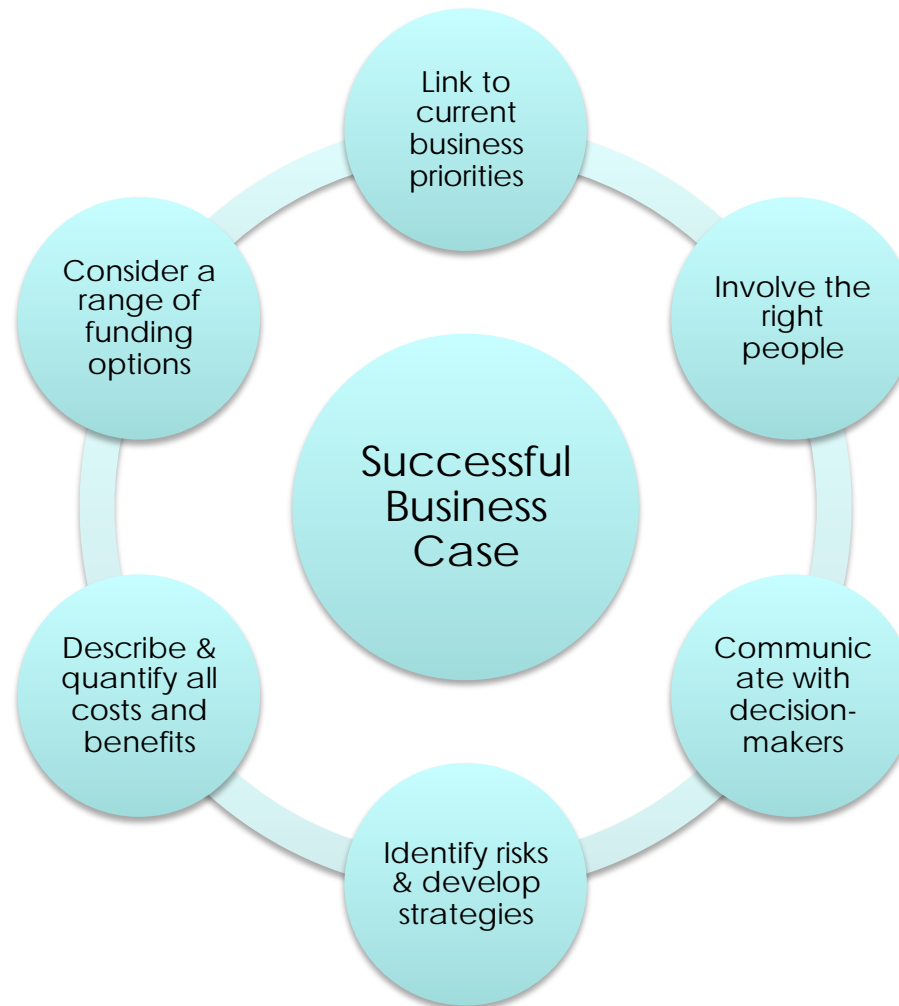 Link to
current
business
priorities
Involve the
right
people
Communic
ate with
decision-
makers
Identify risks
& develop
strategies
Describe &
quantify all
costs and
benefits
Consider a
range of
funding
options
Successful
Business
Case